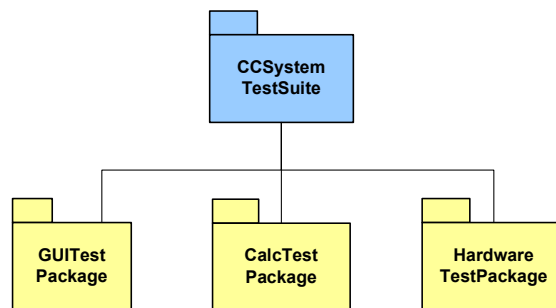 CCSystem
TestSuite
GUITest
Package
CalcTest
Package
Hardware
TestPackage